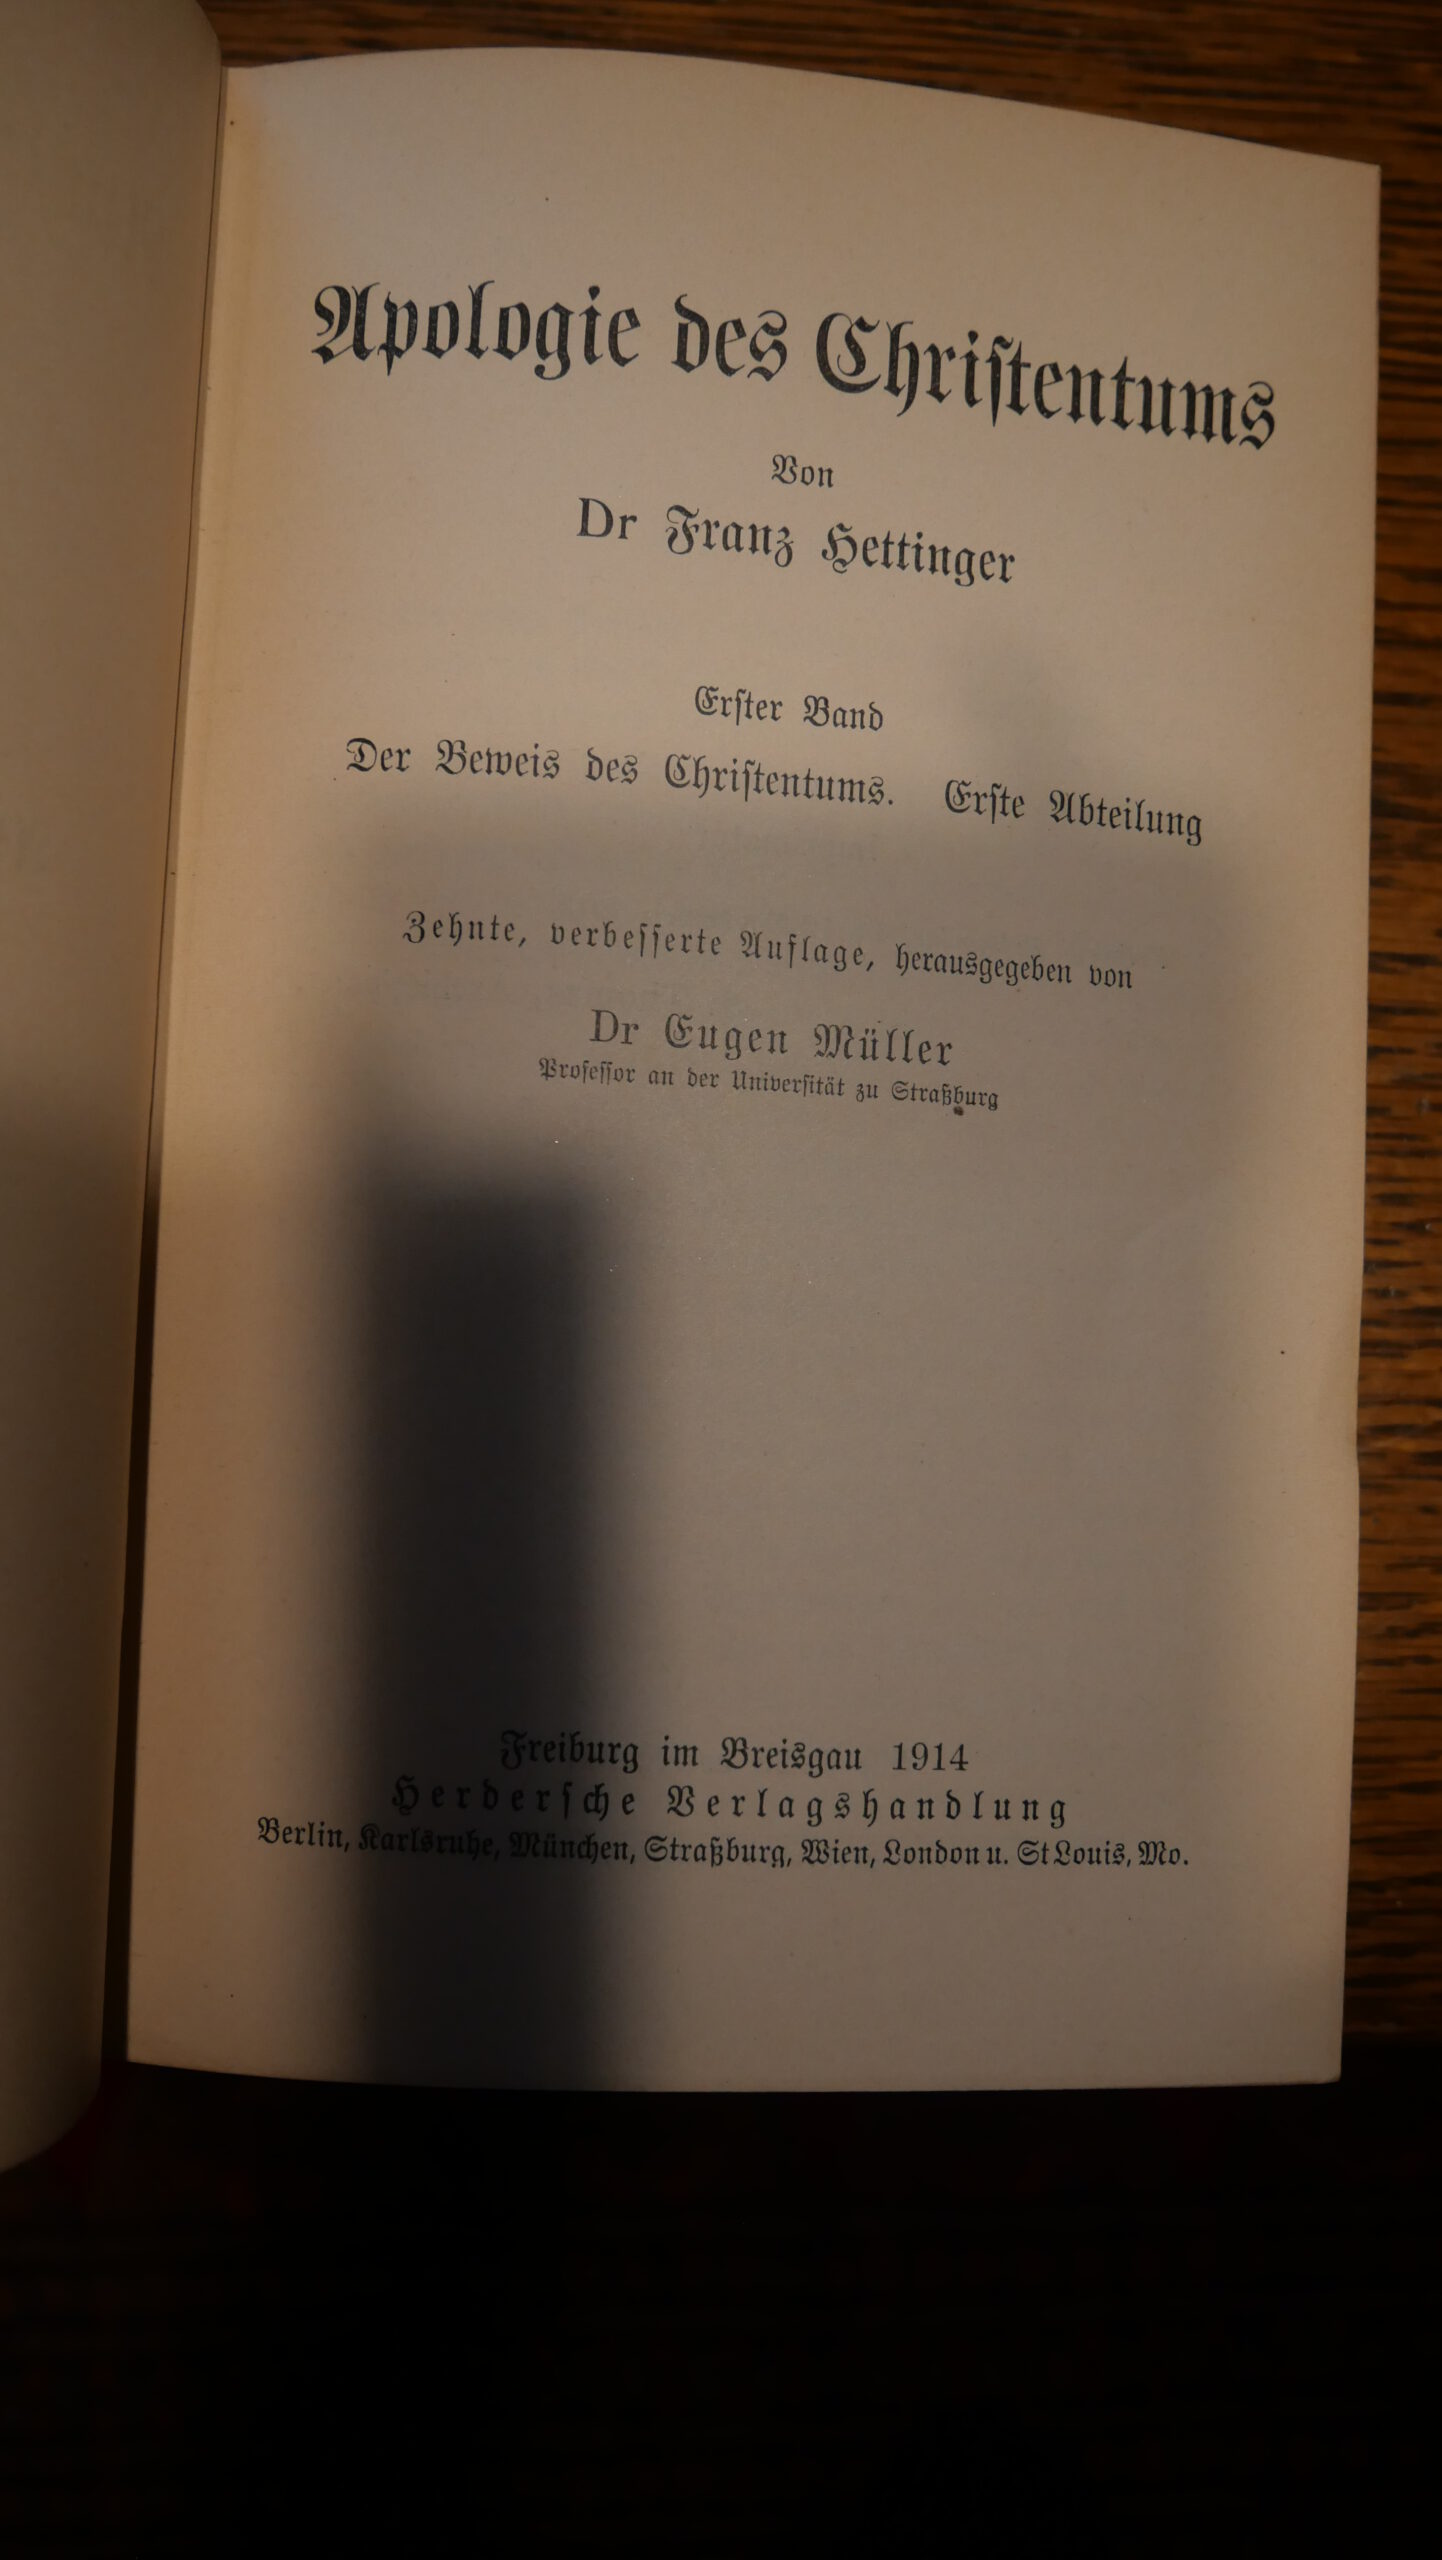 Apologie des Chriſtentums
Von
Dr Franz Hettinger
Erſter Band
Der Beweis des Chriſtentums. Erſte Abteilung
Zehnte, verbeſſerte Auflage, herausgegeben von
Dr Eugen Müller
Profeſſor an der Univerſität zu Straßburg
Freiburg im Breisgau 1914
Herderſche Verlagshandlung
Berlin, Karlsruhe, München, Straßburg, Wien, London u. St Louis, Mo.